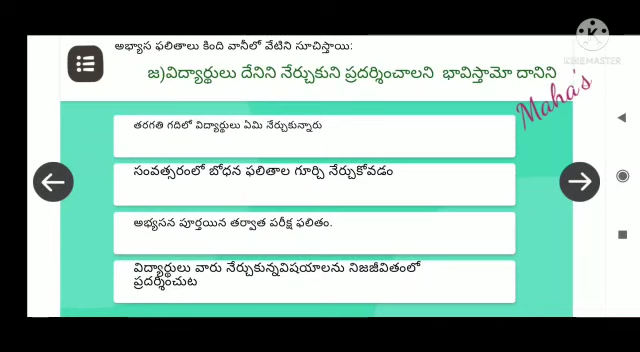 అభ్యాస ఫలితాలు కింది వానిలో వేటిని సూచిస్తాయి:
జ)విద్యార్థులు దేనిని నేర్చుకుని ప్రదర్శించాలని భావిస్తామో దానిని
KINEMASTER
Maha's
తరగతి గదిలో విద్యార్థులు ఏమి నేర్చుకున్నారు
సంవత్సరంలో బోధన ఫలితాల గూర్చి నేర్చుకోవడం
అభ్యసన పూర్తయిన తర్వాత పరీక్ష ఫలితం.
విద్యార్థులు వారు నేర్చుకున్నవిషయాలను నిజజీవితంలో
ప్రదర్శించుట